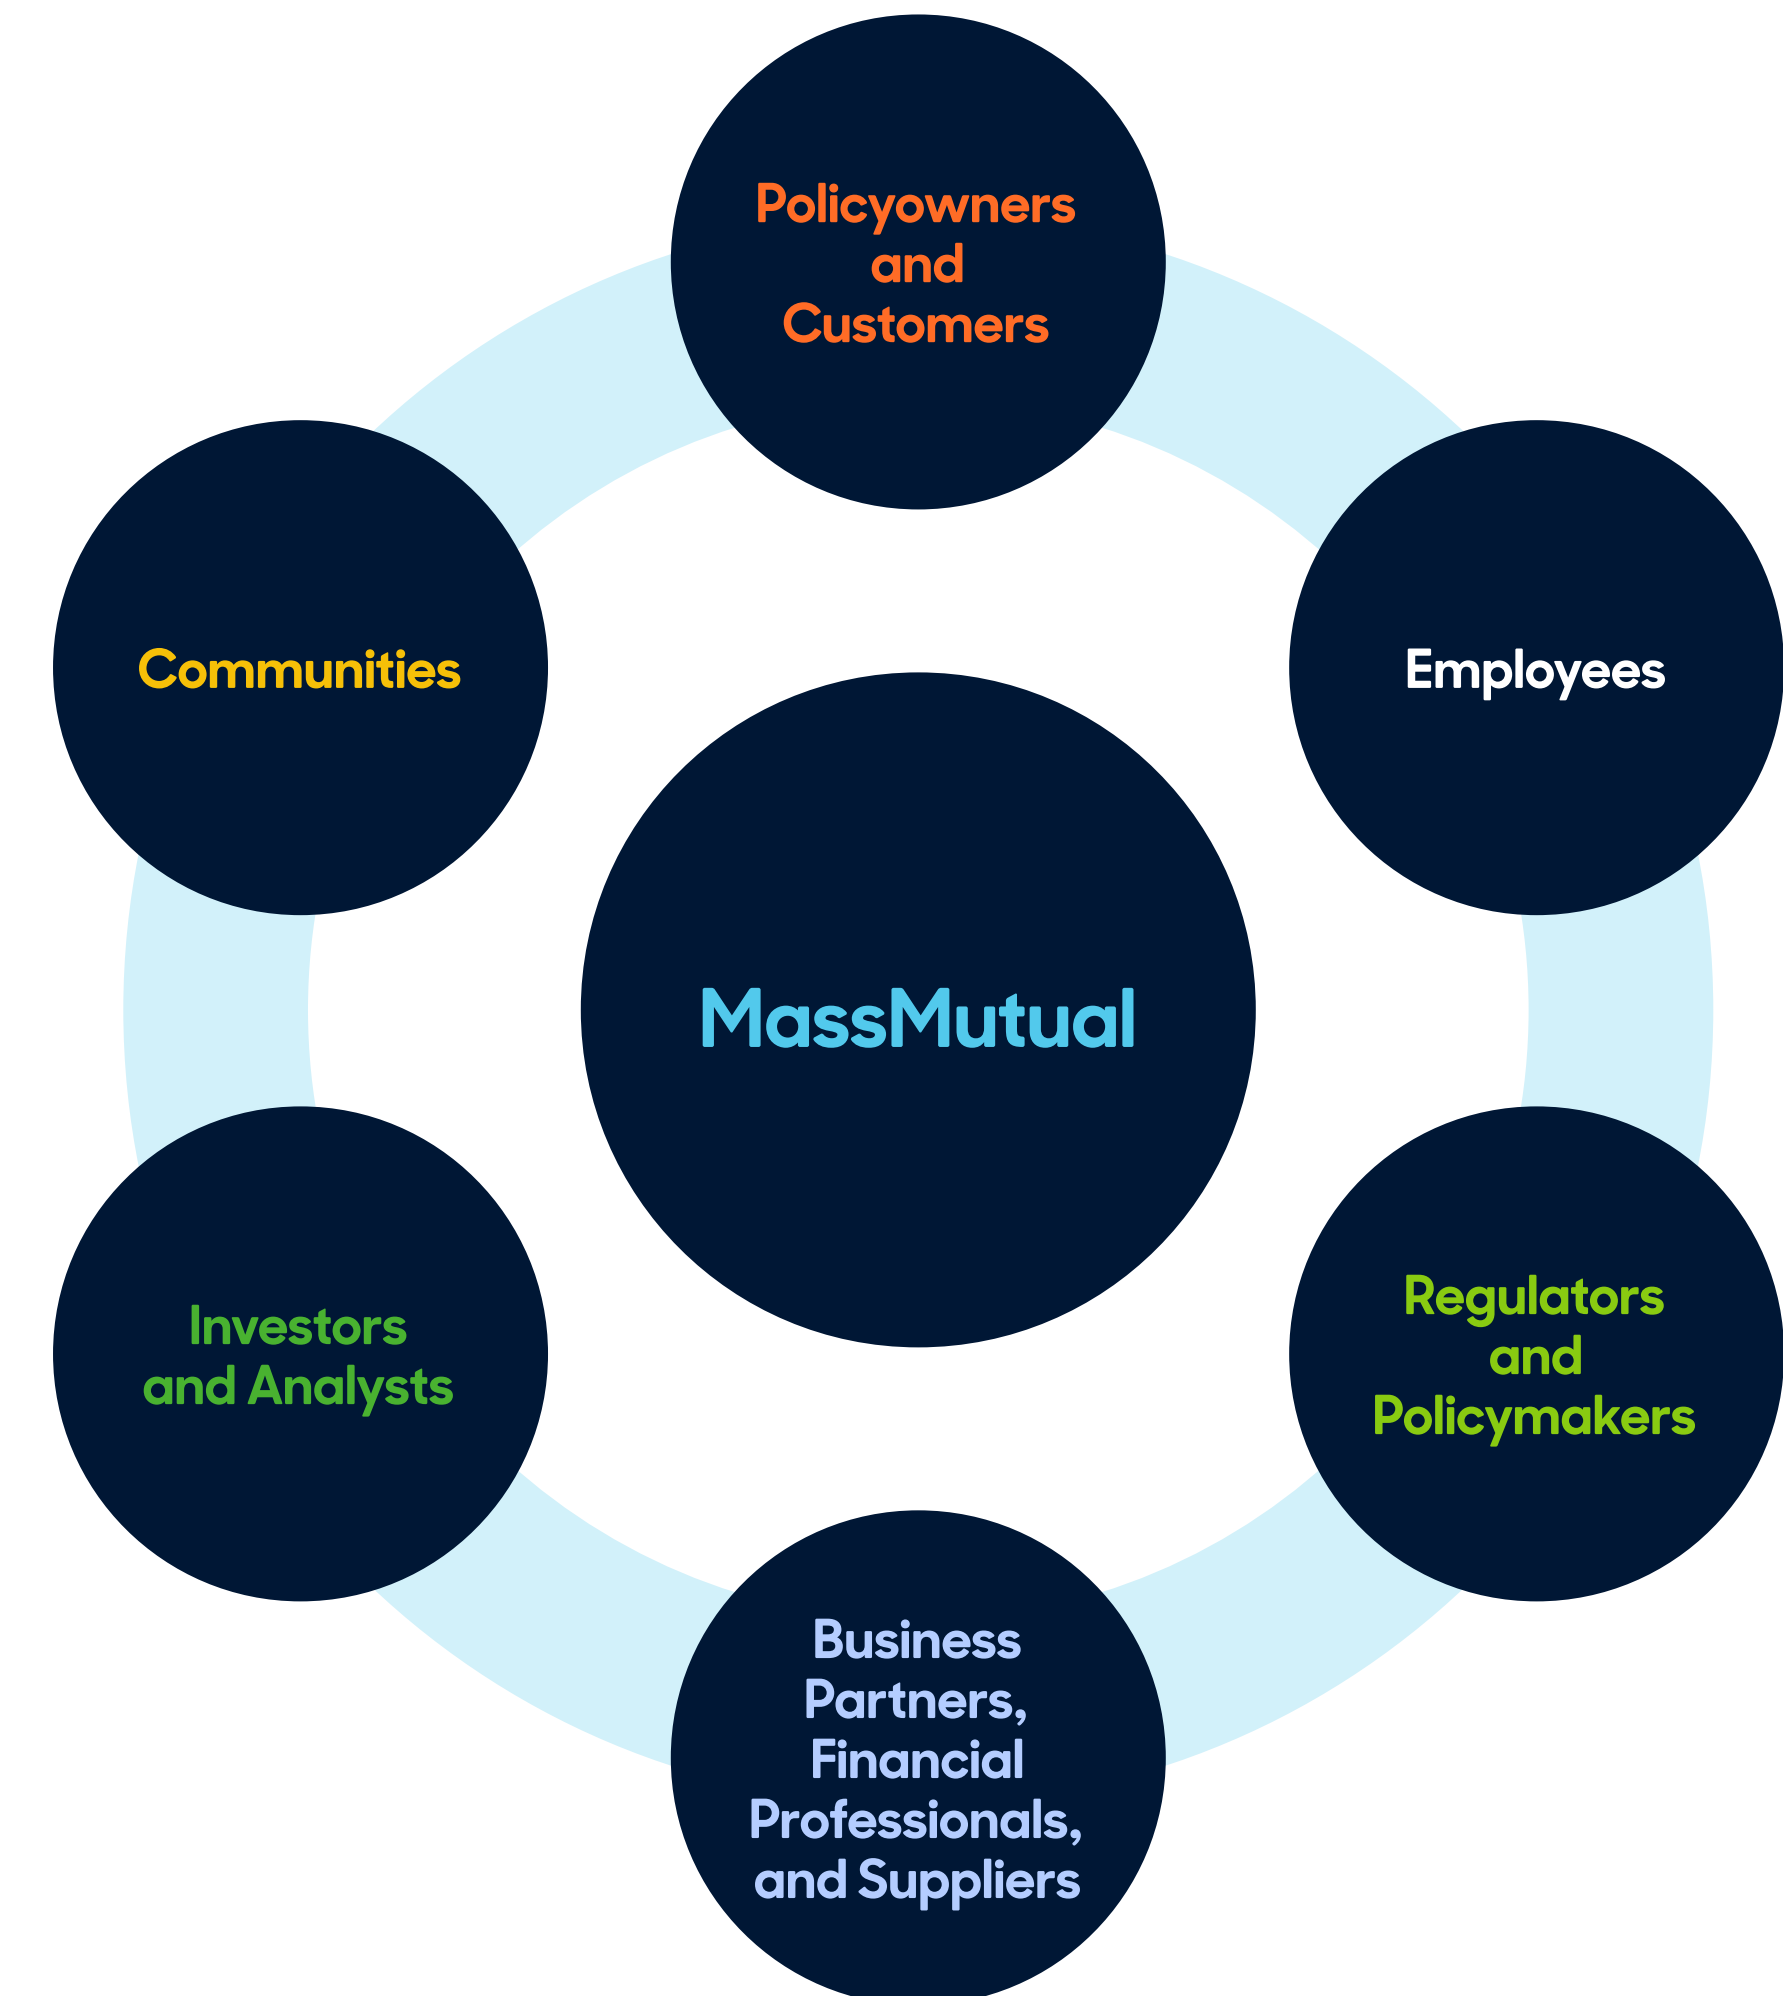 Policyowners
and
Customers
Communities
Employees
MassMutual
Investors
and Analysts
Regulators
and
Policymakers
Business
Partners,
Financial
Professionals,
and Suppliers